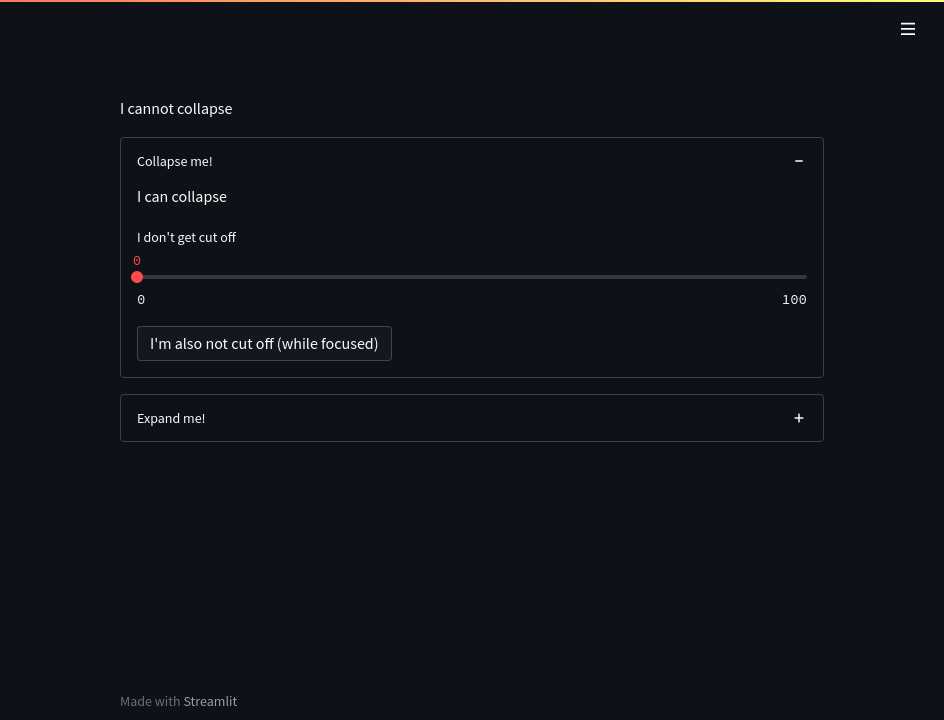 I cannot collapse
Collapse me!
I can collapse
I don't get cut off
0
0 100
I'm also not cut off (while focused)
Expand me!
Made with Streamlit